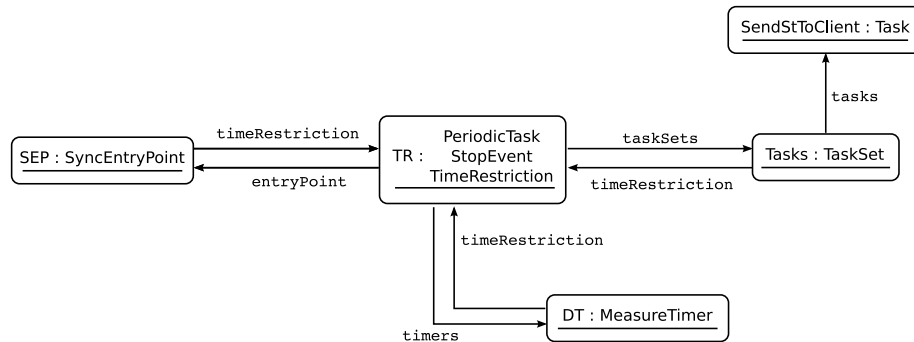 SendStToClient : Task
tasks
timeRestriction
PeriodicTask
taskSets
SEP : SyncEntryPoint
TR :
StopEvent
Tasks : TaskSet
entryPoint
TimeRestriction
timeRestriction
timeRestriction
DT : MeasureTimer
timers